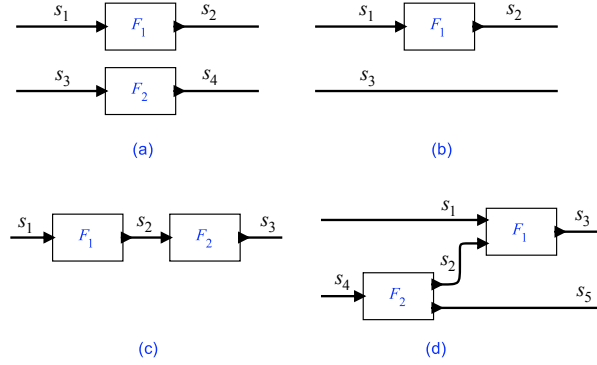 s1 F1 s2
s3 F2 s4
(a)
s1 F1 s2
s3
(b)
s1 F1 s2 F2 s3
(c)
s1 F1 s3
s2
s4 F2 s5
(d)